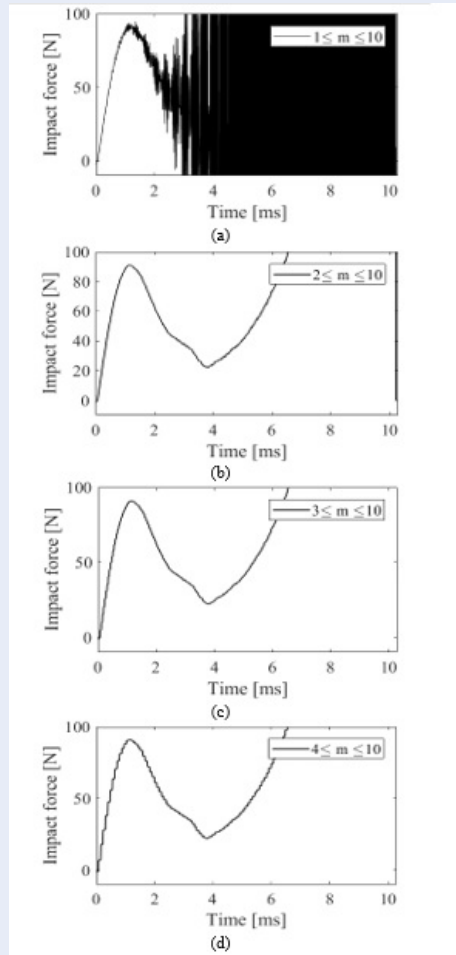 Impact force [N]
100
50
0
1≤ m ≤10
0 2 4 6 8 10
Time [ms]
(a)
Impact force [N]
100
80
60
40
20
0
2≤ m ≤10
0 2 4 6 8 10
Time [ms]
(b)
Impact force [N]
100
50
0
3≤ m ≤10
0 2 4 6 8 10
Time [ms]
(c)
Impact force [N]
100
50
0
4≤ m ≤10
0 2 4 6 8 10
Time [ms]
(d)